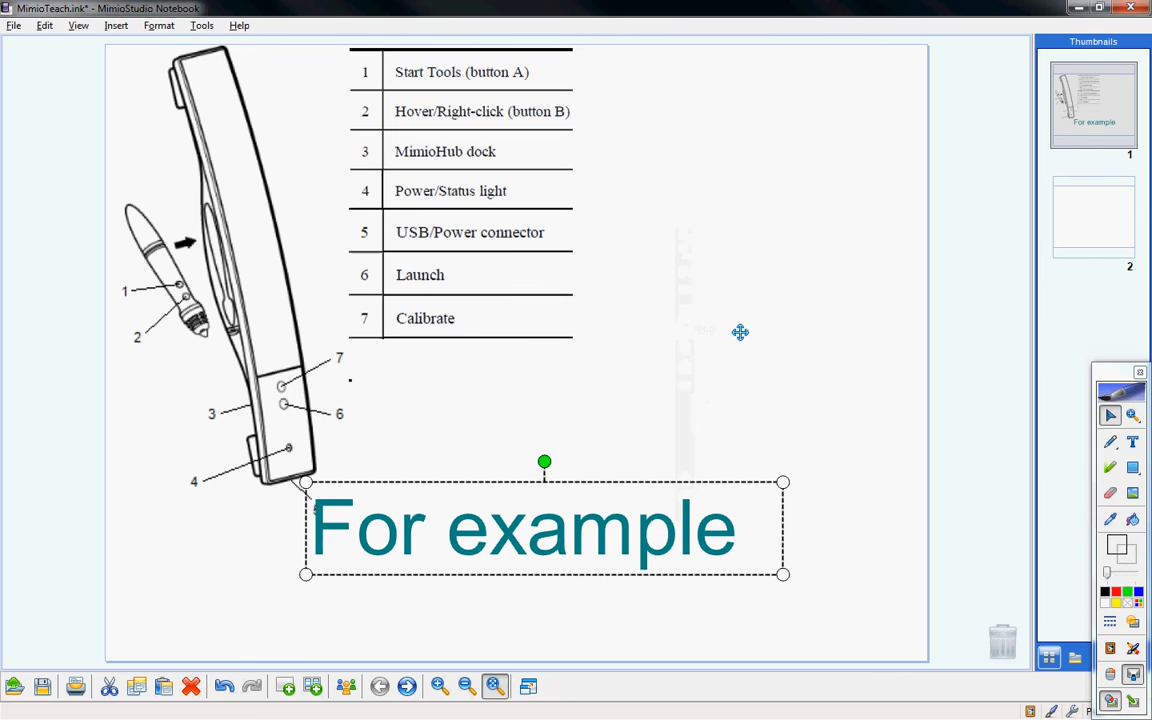 MimioTeach.ink* - MimioStudio Notebook
File Edit View Insert Format Tools Help
Thumbnails
1 Start Tools (button A)
2 Hover/Right-click (button B)
3 MimioHub dock
4 Power/Status light
5 USB/Power connector
6 Launch
7 Calibrate
1
2
3
4
7
6
5
For example
For example
1
2
T